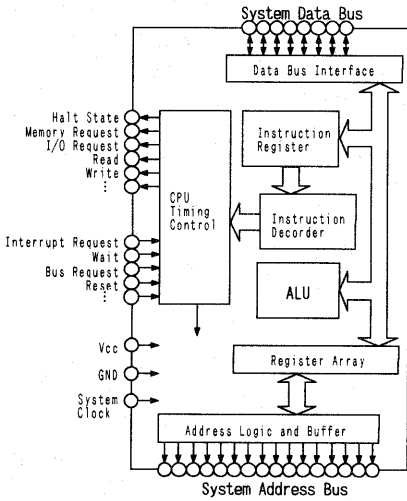 System Data Bus
Data Bus Interface
Halt State
Memory Request
I/O Request
Read
Write
⋮
Instruction
Register
CPU
Timing
Control
Instruction
Decorder
Interrupt Request
Wait
Bus Request
Reset
⋮
ALU
Vcc
GND
System
Clock
Register Array
Address Logic and Buffer
System Address Bus